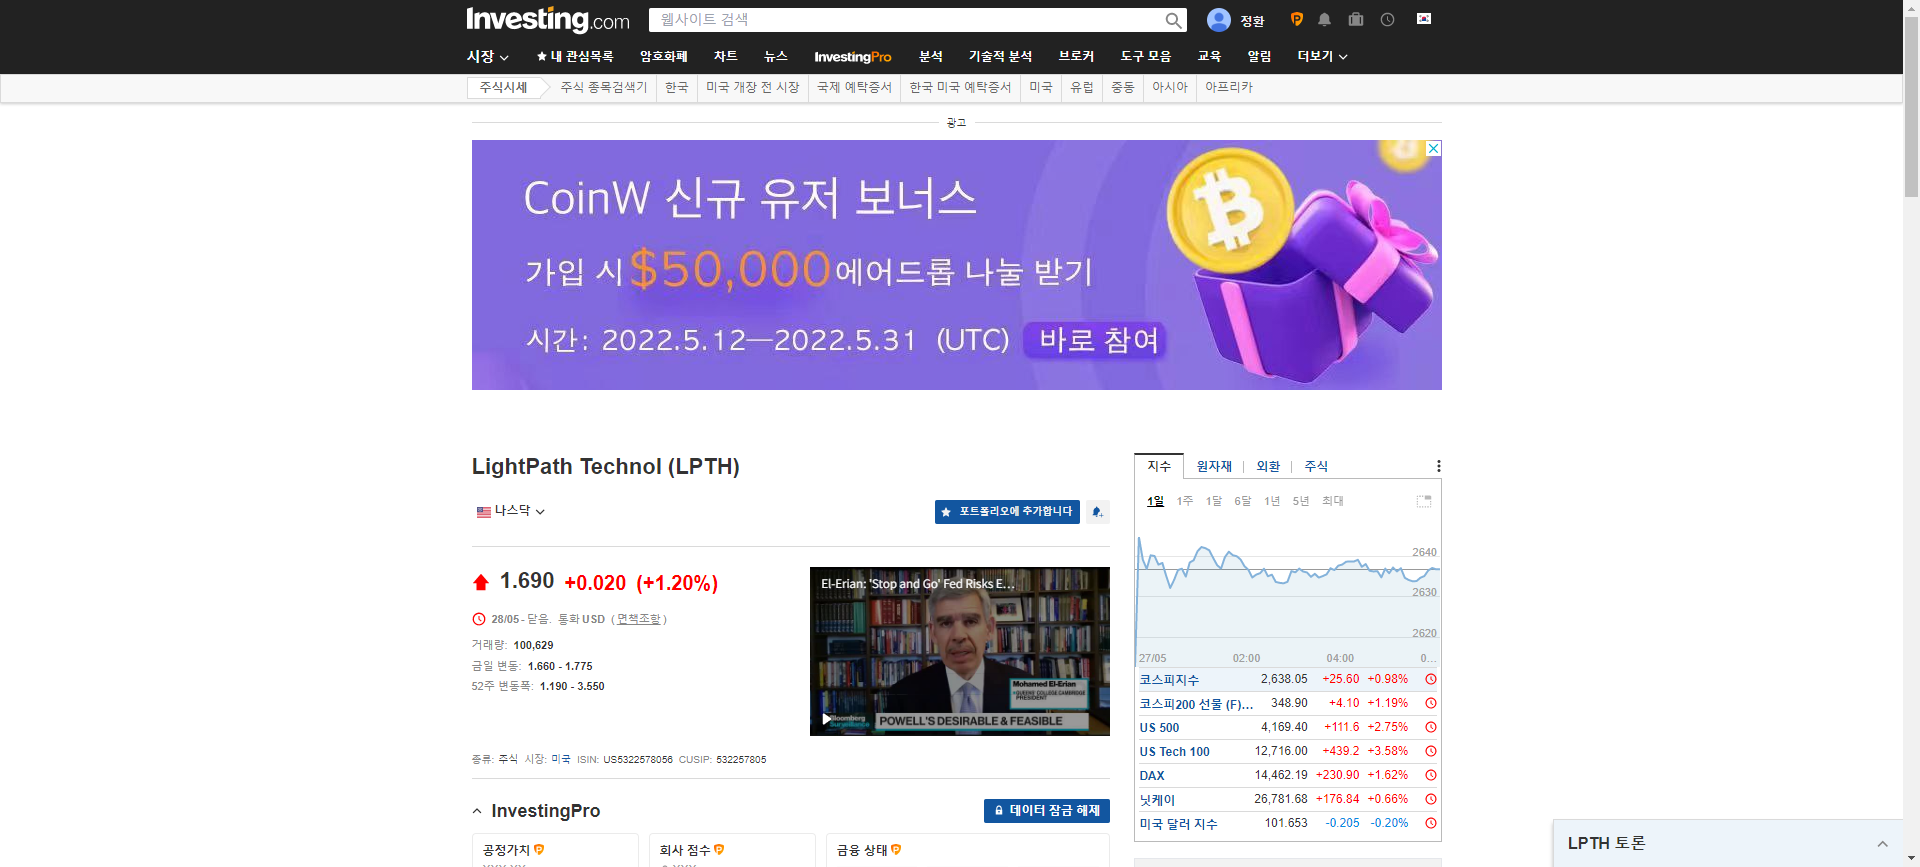 Investing.com
웹사이트 검색
정환
시장
내 관심목록
암호화폐
차트
뉴스
InvestingPro
분석
기술적 분석
브로커
도구 모음
교육
알림
더보기
주식시세
주식 종목검색기
한국
미국 개장 전 시장
국제 예탁증서
한국 미국 예탁증서
미국
유럽
중동
아시아
아프리카
광고
CoinW 신규 유저 보너스
가입 시 $50,000 에어드롭 나눌 받기
시간: 2022.5.12—2022.5.31 (UTC) 바로 참여
LightPath Technol (LPTH)
나스닥
포트폴리오에 추가합니다
1.690 +0.020 (+1.20%)
28/05 - 닫음. 통화 USD (면책조항)
거래량: 100,629
금일 변동: 1.660 - 1.775
52주 변동폭: 1.190 - 3.550
El-Erian: 'Stop and Go' Fed Risks E...
Mohamed El-Erian
QUEENS' COLLEGE, CAMBRIDGE
PRESIDENT
Bloomberg
Surveillance
POWELL'S DESIRABLE & FEASIBLE
종류: 주식 시장: 미국 ISIN: US5322578056 CUSIP: 532257805
InvestingPro
데이터 잠금 해제
공정가치
회사 점수
금융 상태
지수
원자재
외환
주식
1일 1주 1달 6달 1년 5년 최대
2640
2630
2620
27/05 02:00 04:00 0...
코스피지수 2,638.05 +25.60 +0.98%
코스피200 선물 (F)... 348.90 +4.10 +1.19%
US 500 4,169.40 +111.6 +2.75%
US Tech 100 12,716.00 +439.2 +3.58%
DAX 14,462.19 +230.90 +1.62%
닛케이 26,781.68 +176.84 +0.66%
미국 달러 지수 101.653 -0.205 -0.20%
LPTH 토론